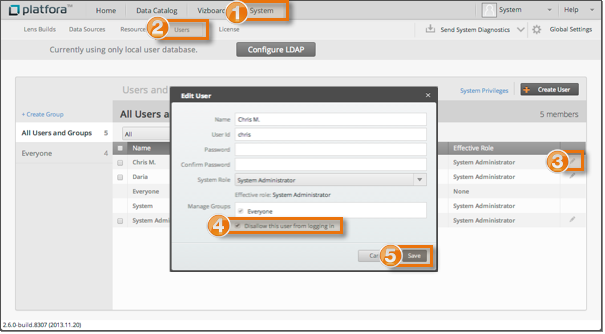 platfora Home Data Catalog Vizboards System System Help
1
Lens Builds Data Sources Users License Send System Diagnostics Global Settings
2
Currently using only local user database. Configure LDAP
Users and
System Privileges + Create User
+ Create Group
All Users a 5 members
All Users and Groups 5
All
Everyone 4
Name Effective Role
Chris M. System Administrator
3
Daria System Administrator
Everyone None
System System Administrator
System Admi System Administrator
Edit User ×
Name Chris M.
User Id chris
Password
Confirm Password
System Role System Administrator
Effective role: System Administrator
Manage Groups Everyone
4
Disallow this user from logging in
5
Can Save
2.6.0-build.8307 (2013.11.20)